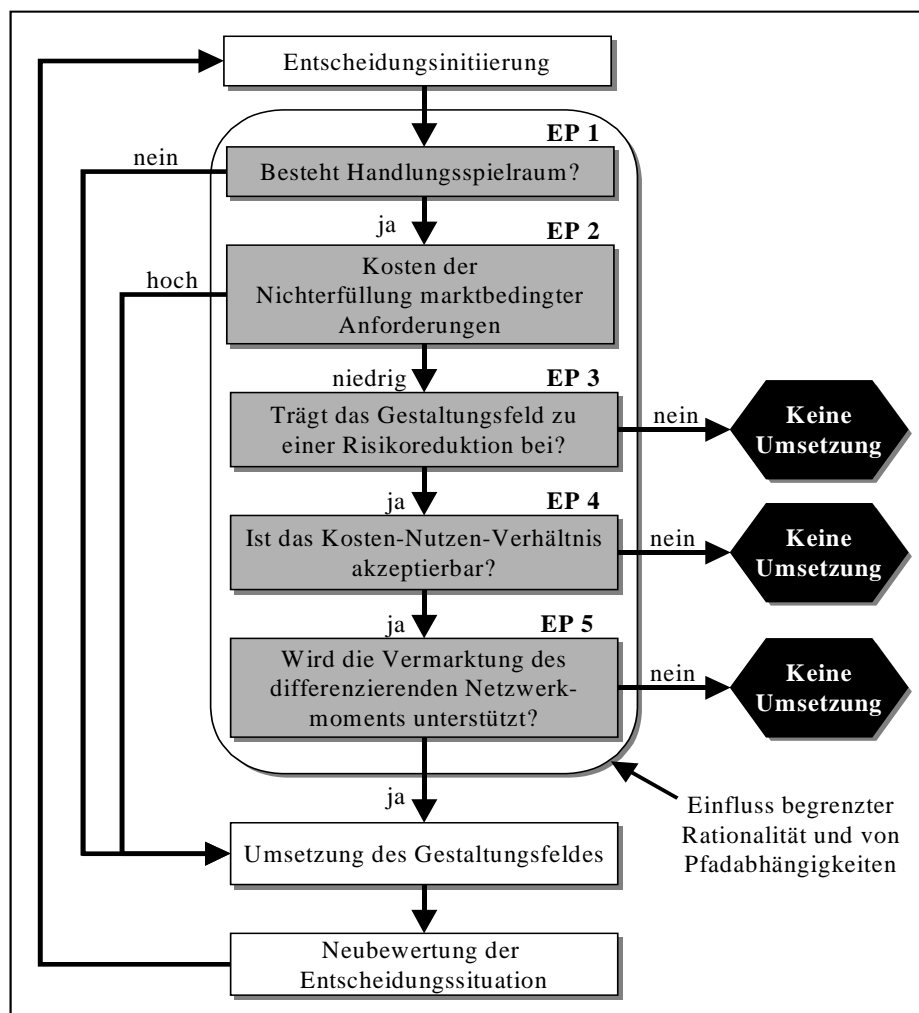 Entscheidungsinitiierung
EP 1
nein
Besteht Handlungsspielraum?
ja
EP 2
hoch
Kosten der
Nichterfüllung marktbedingter
Anforderungen
niedrig
EP 3
Trägt das Gestaltungsfeld zu
einer Risikoreduktion bei?
nein
Keine
Umsetzung
ja
EP 4
Ist das Kosten-Nutzen-Verhältnis
akzeptierbar?
nein
Keine
Umsetzung
ja
EP 5
Wird die Vermarktung des
differenzierenden Netzwerk-
moments unterstützt?
nein
Keine
Umsetzung
ja
Einfluss begrenzter
Rationalität und von
Pfadabhängigkeiten
Umsetzung des Gestaltungsfeldes
Neubewertung der
Entscheidungssituation